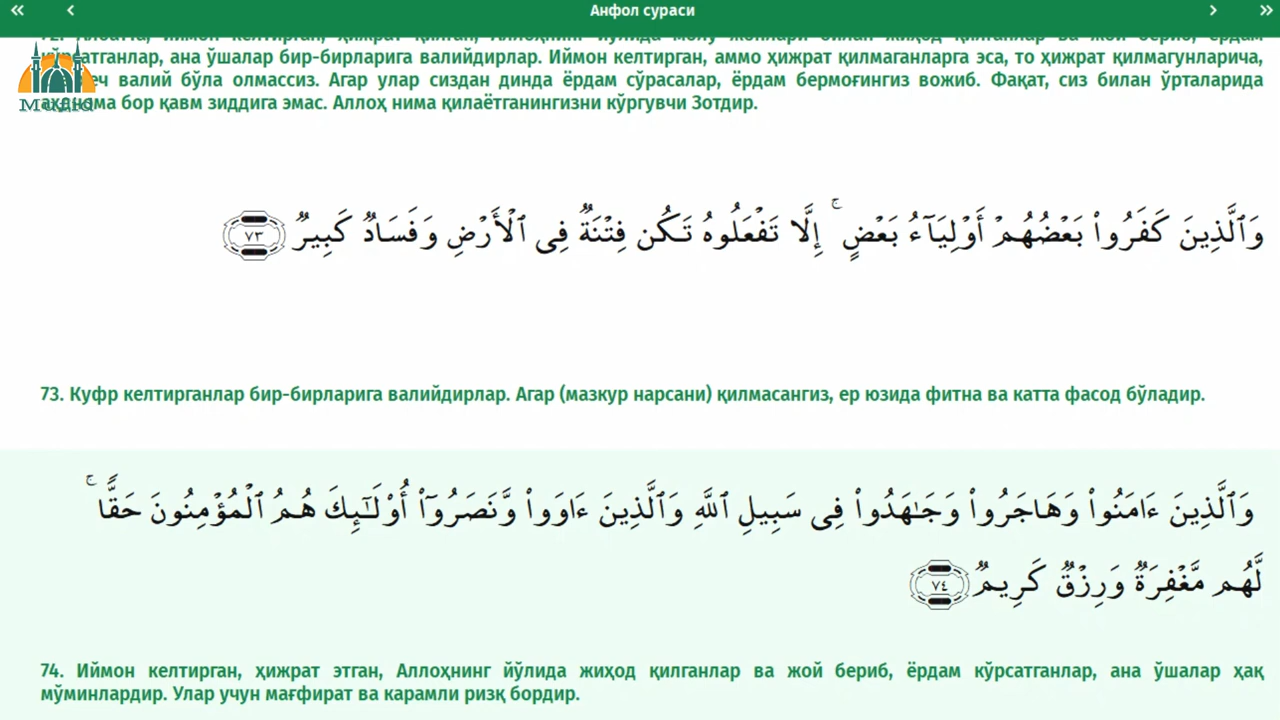 Анфол сураси
ана ўшалар бир-бирларига валийдирлар. Иймон келтирган, аммо ҳижрат қилмаганларга эса, то ҳижрат қилмагунларича,
валий бўла олмассиз. Агар улар сиздан динда ёрдам сўрасалар, ёрдам бермоғингиз вожиб. Фақат, сиз билан ўрталарида
бор қавм зиддига эмас. Аллоҳ нима қилаётганингизни кўргувчи Зотдир.
وَٱلَّذِينَ كَفَرُوا۟ بَعْضُهُمْ أَوْلِيَآءُ بَعْضٍ ۚ إِلَّا تَفْعَلُوهُ تَكُن فِتْنَةٌ فِى ٱلْأَرْضِ وَفَسَادٌ كَبِيرٌ ٧٣
73. Куфр келтирганлар бир-бирларига валийдирлар. Агар (мазкур нарсани) қилмасангиз, ер юзида фитна ва катта фасод бўладир.
وَٱلَّذِينَ ءَامَنُوا۟ وَهَاجَرُوا۟ وَجَـٰهَدُوا۟ فِى سَبِيلِ ٱللَّهِ وَٱلَّذِينَ ءَاوَوا۟ وَّنَصَرُوٓا۟ أُو۟لَـٰٓئِكَ هُمُ ٱلْمُؤْمِنُونَ حَقًّا ۚ
لَّهُم مَّغْفِرَةٌ وَرِزْقٌ كَرِيمٌ ٧٤
74. Иймон келтирган, ҳижрат этган, Аллоҳнинг йўлида жиҳод қилганлар ва жой бериб, ёрдам кўрсатганлар, ана ўшалар ҳақ
мўминлардир. Улар учун мағфират ва карамли ризқ бордир.